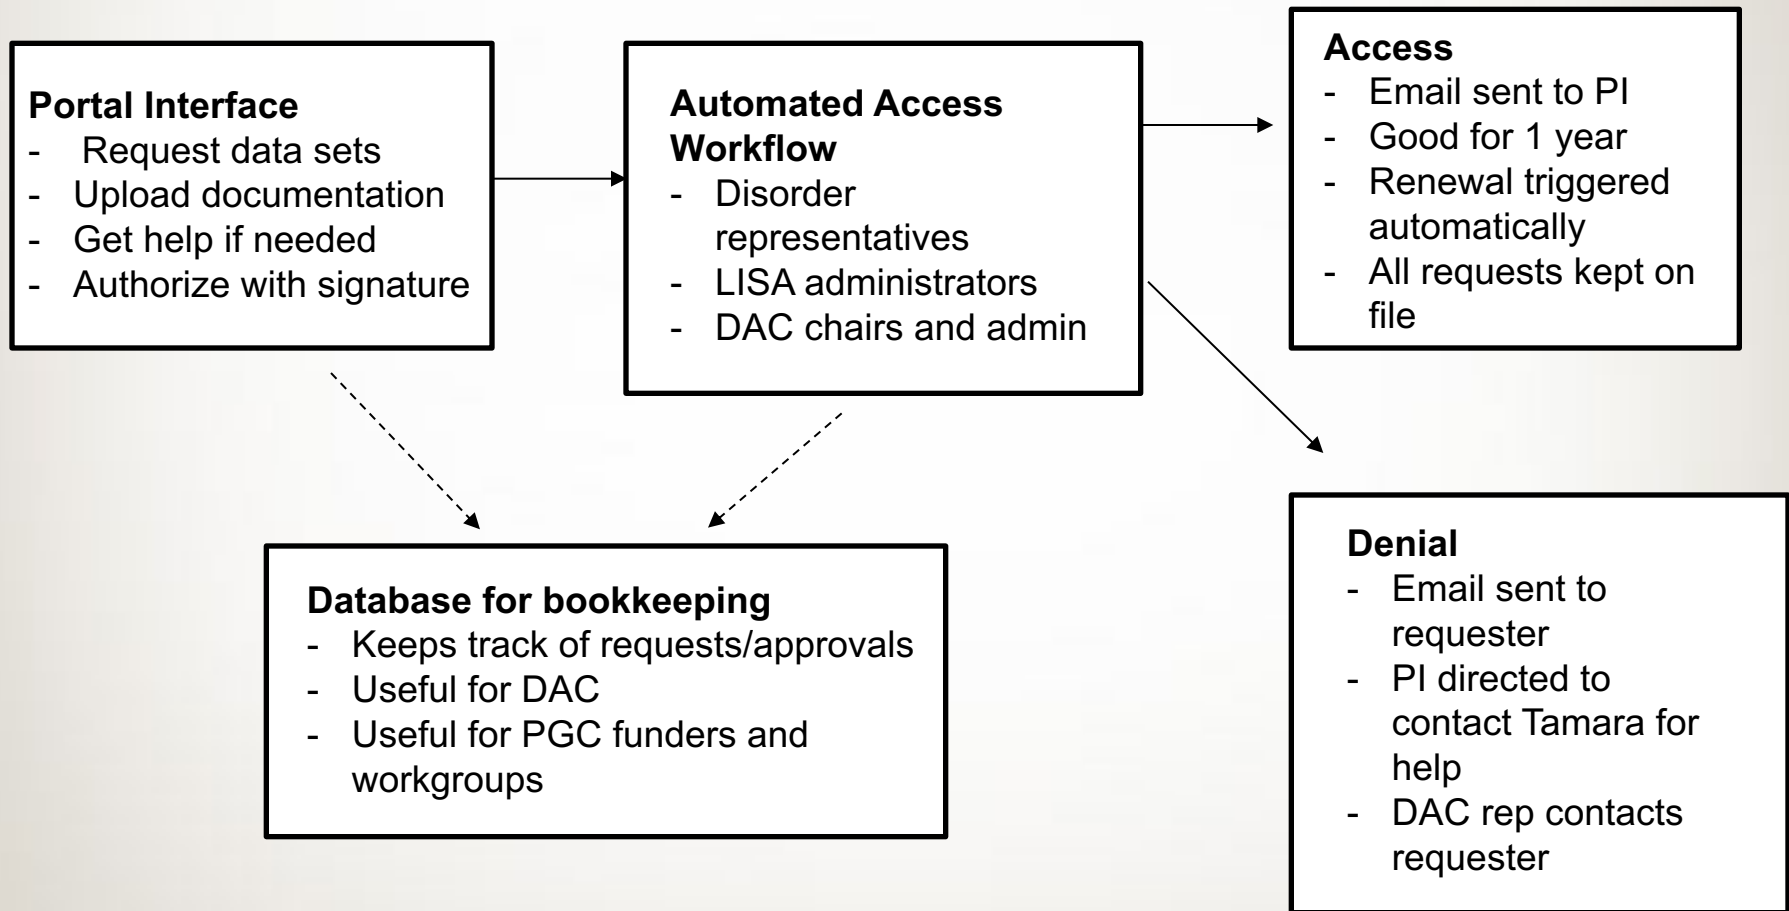 Portal Interface
- Request data sets
- Upload documentation
- Get help if needed
- Authorize with signature
Automated Access
Workflow
- Disorder
representatives
- LISA administrators
- DAC chairs and admin
Access
- Email sent to PI
- Good for 1 year
- Renewal triggered
automatically
- All requests kept on
file
Database for bookkeeping
- Keeps track of requests/approvals
- Useful for DAC
- Useful for PGC funders and
workgroups
Denial
- Email sent to
requester
- PI directed to
contact Tamara for
help
- DAC rep contacts
requester